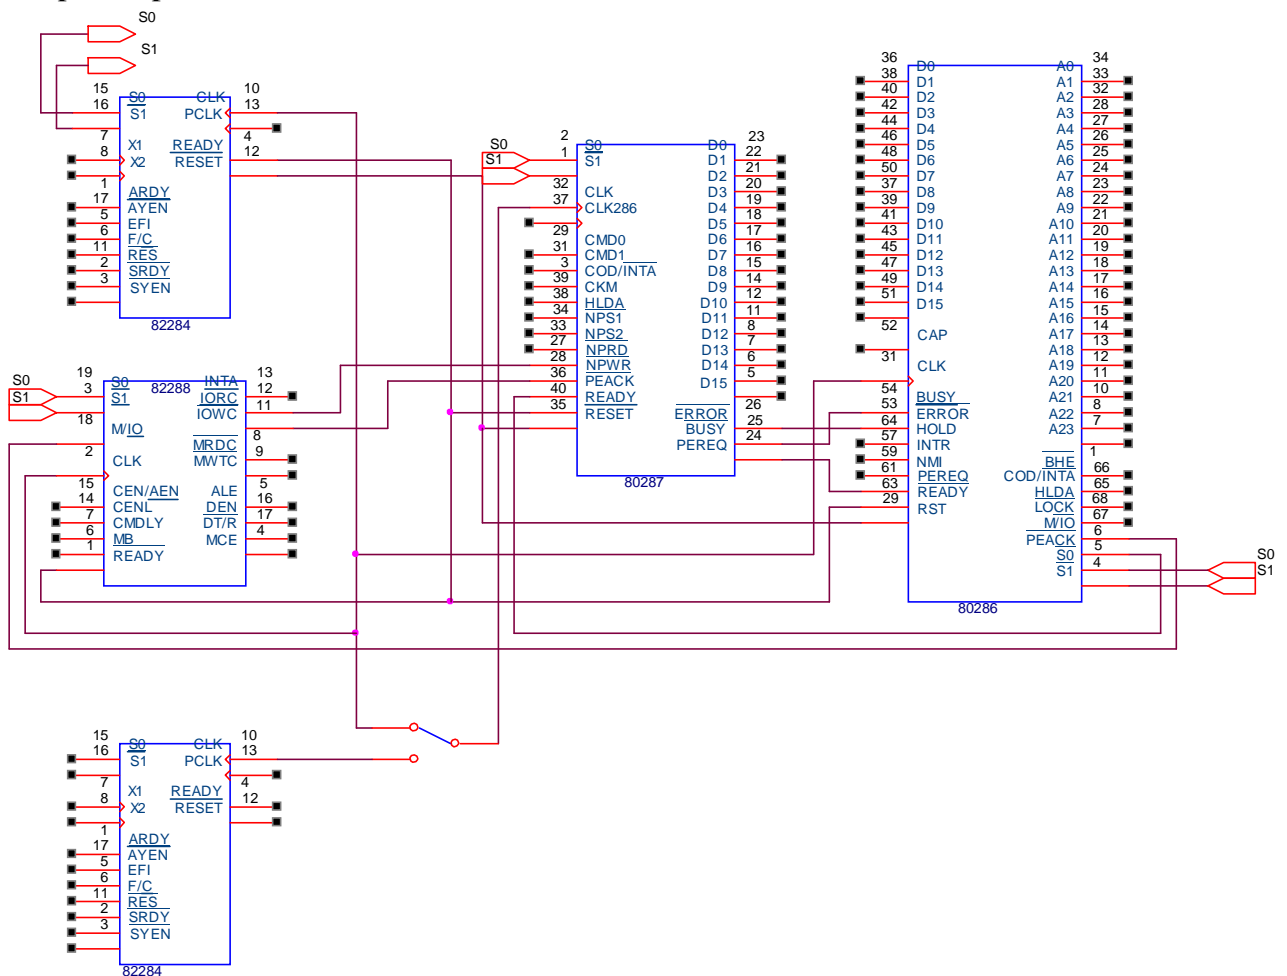 S0
S1
15 S0 CLK 10
16 S1 PCLK 13
7 X1 READY 4
8 X2 RESET 12
1 ARDY
17 AYEN
5 EFI
6 F/C
11 RES
2 SRDY
3 SYEN
82284
S0
S1
2 S0 D0 23
1 S1 D1 22
D2 21
32 CLK D3 20
37 CLK286 D4 19
D5 18
29 CMD0 D6 17
31 CMD1 D7 16
3 COD/INTA D8 15
39 CKM D9 14
38 HLDA D10 12
34 NPS1 D11 11
33 NPS2 D12 8
27 NPRD D13 7
28 NPWR D14 6
36 PEACK D15 5
40 READY
35 RESET ERROR 26
BUSY 25
PEREQ 24
80287
36 D0 A0 34
38 D1 A1 33
40 D2 A2 32
42 D3 A3 28
44 D4 A4 27
46 D5 A5 26
48 D6 A6 25
50 D7 A7 24
37 D8 A8 23
39 D9 A9 22
41 D10 A10 21
43 D11 A11 20
45 D12 A12 19
47 D13 A13 18
49 D14 A14 17
51 D15 A15 16
A16 15
52 CAP A17 14
A18 13
31 CLK A19 12
A20 11
54 BUSY A21 10
53 ERROR A22 8
64 HOLD A23 7
57 INTR
59 NMI BHE 1
61 PEREQ COD/INTA 66
63 READY HLDA 65
29 RST LOCK 68
M/IO 67
PEACK 6
S0 5
S1 4
80286
S0
S1
S0
S1
19 S0 INTA 13
3 S1 IORC 12
IOWC 11
18 M/IO
MRDC 8
2 CLK MWTC 9
15 CEN/AEN ALE 5
14 CENL DEN 16
7 CMDLY DT/R 17
6 MB MCE 4
1 READY
82288
15 S0 CLK 10
16 S1 PCLK 13
7 X1 READY 4
8 X2 RESET 12
1 ARDY
17 AYEN
5 EFI
6 F/C
11 RES
2 SRDY
3 SYEN
82284